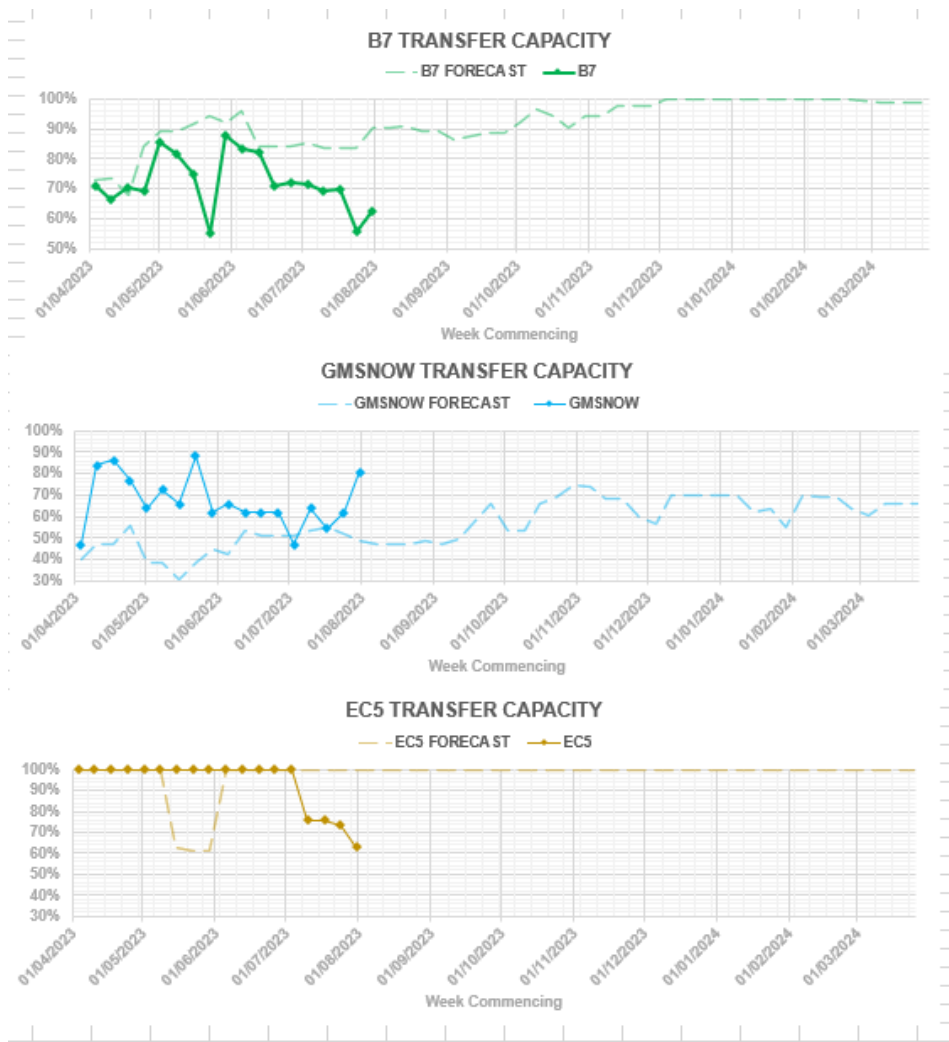 B7 TRANSFER CAPACITY
B7 FORECAST B7
100%
90%
80%
70%
60%
50%
01/04/2023 01/05/2023 01/06/2023 01/07/2023 01/08/2023 01/09/2023 01/10/2023 01/11/2023 01/12/2023 01/01/2024 01/02/2024 01/03/2024
Week Commencing
GMSNOW TRANSFER CAPACITY
GMSNOW FORECAST GMSNOW
100%
90%
80%
70%
60%
50%
40%
30%
01/04/2023 01/05/2023 01/06/2023 01/07/2023 01/08/2023 01/09/2023 01/10/2023 01/11/2023 01/12/2023 01/01/2024 01/02/2024 01/03/2024
Week Commencing
EC5 TRANSFER CAPACITY
EC5 FORECAST EC5
100%
90%
80%
70%
60%
50%
40%
30%
01/04/2023 01/05/2023 01/06/2023 01/07/2023 01/08/2023 01/09/2023 01/10/2023 01/11/2023 01/12/2023 01/01/2024 01/02/2024 01/03/2024
Week Commencing